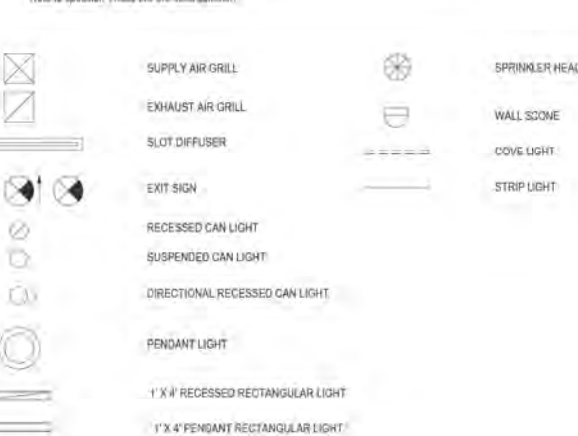 SUPPLY AIR GRILL
EXHAUST AIR GRILL
SLOT DIFFUSER
EXIT SIGN
RECESSED CAN LIGHT
SUSPENDED CAN LIGHT
DIRECTIONAL RECESSED CAN LIGHT
PENDANT LIGHT
1' X 4' RECESSED RECTANGULAR LIGHT
1' X 4' PENDANT RECTANGULAR LIGHT
SPRINKLER HEAD
WALL SCONE
COVE LIGHT
STRIP LIGHT